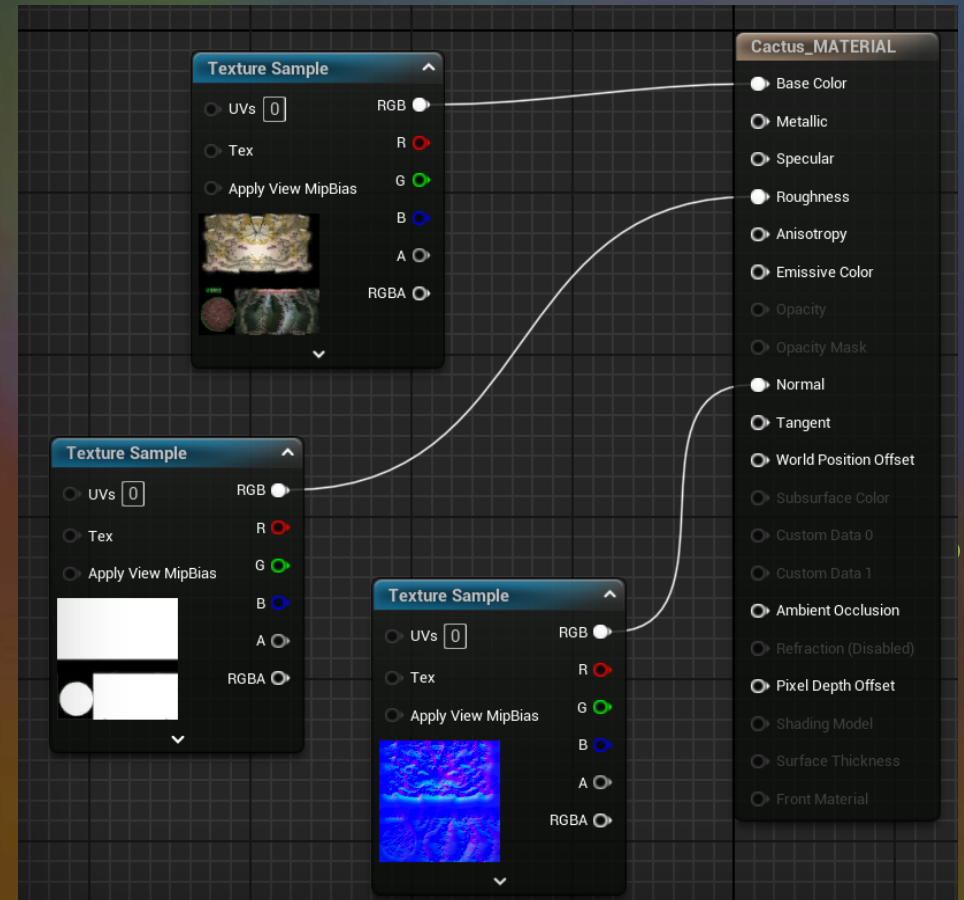 Texture Sample
UVs 0
Tex
Apply View MipBias
RGB
R
G
B
A
RGBA
Texture Sample
UVs 0
Tex
Apply View MipBias
RGB
R
G
B
A
RGBA
Texture Sample
UVs 0
Tex
Apply View MipBias
RGB
R
G
B
A
RGBA
Cactus_MATERIAL
Base Color
Metallic
Specular
Roughness
Anisotropy
Emissive Color
Opacity
Opacity Mask
Normal
Tangent
World Position Offset
Subsurface Color
Custom Data 0
Custom Data 1
Ambient Occlusion
Refraction (Disabled)
Pixel Depth Offset
Shading Model
Surface Thickness
Front Material